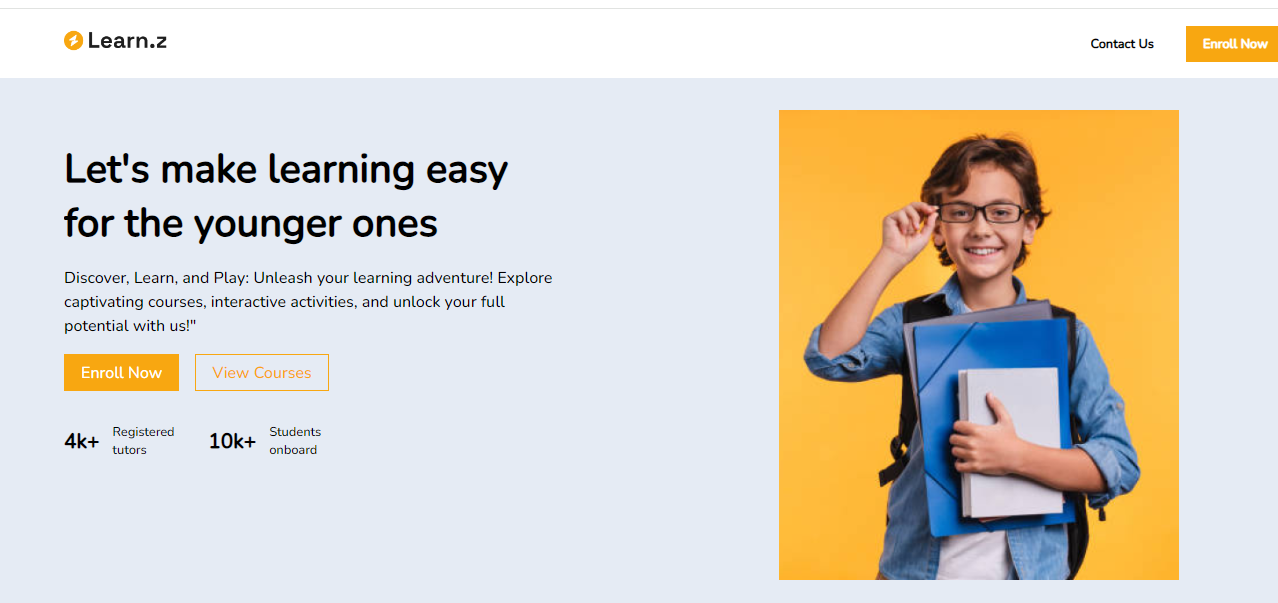 Learn.z
Contact Us
Enroll Now
Let's make learning easy
for the younger ones
Discover, Learn, and Play: Unleash your learning adventure! Explore
captivating courses, interactive activities, and unlock your full
potential with us!"
Enroll Now
View Courses
4k+
Registered
tutors
10k+
Students
onboard